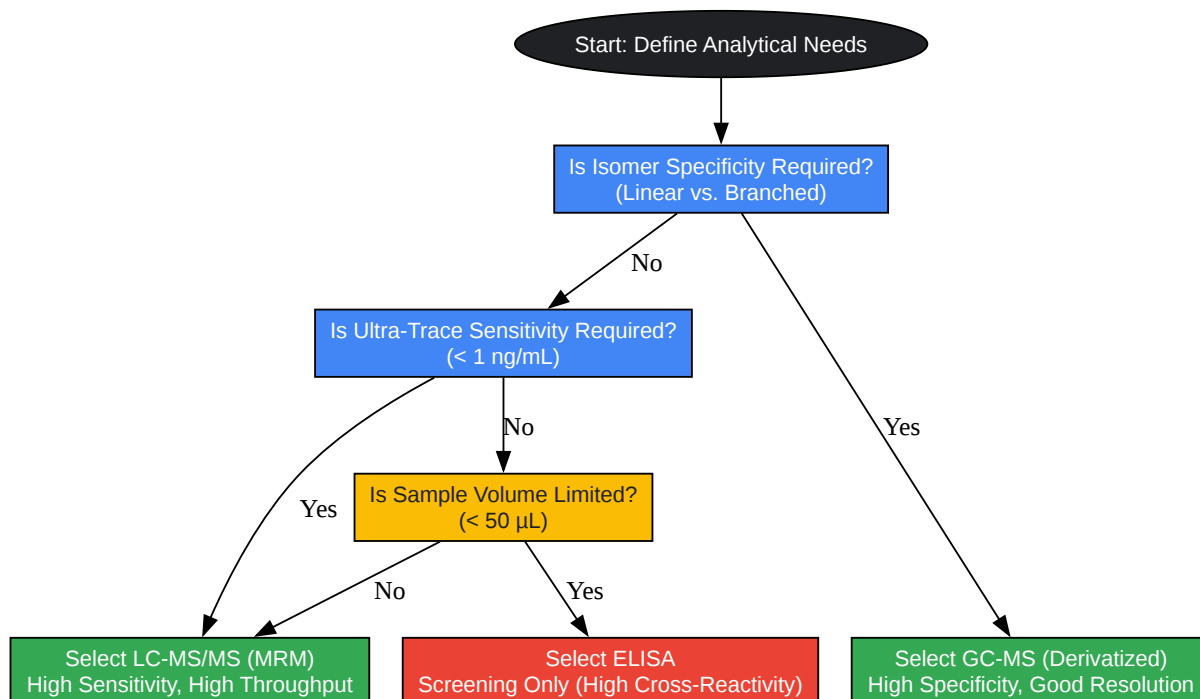 Start: Define Analytical Needs
Is Isomer Specificity Required?
(Linear vs. Branched)
No
Is Ultra-Trace Sensitivity Required?
(< 1 ng/mL)
Yes
No
Is Sample Volume Limited?
(< 50 µL)
Yes
No
Yes
Select LC-MS/MS (MRM)
High Sensitivity, High Throughput
Select ELISA
Screening Only (High Cross-Reactivity)
Select GC-MS (Derivatized)
High Specificity, Good Resolution